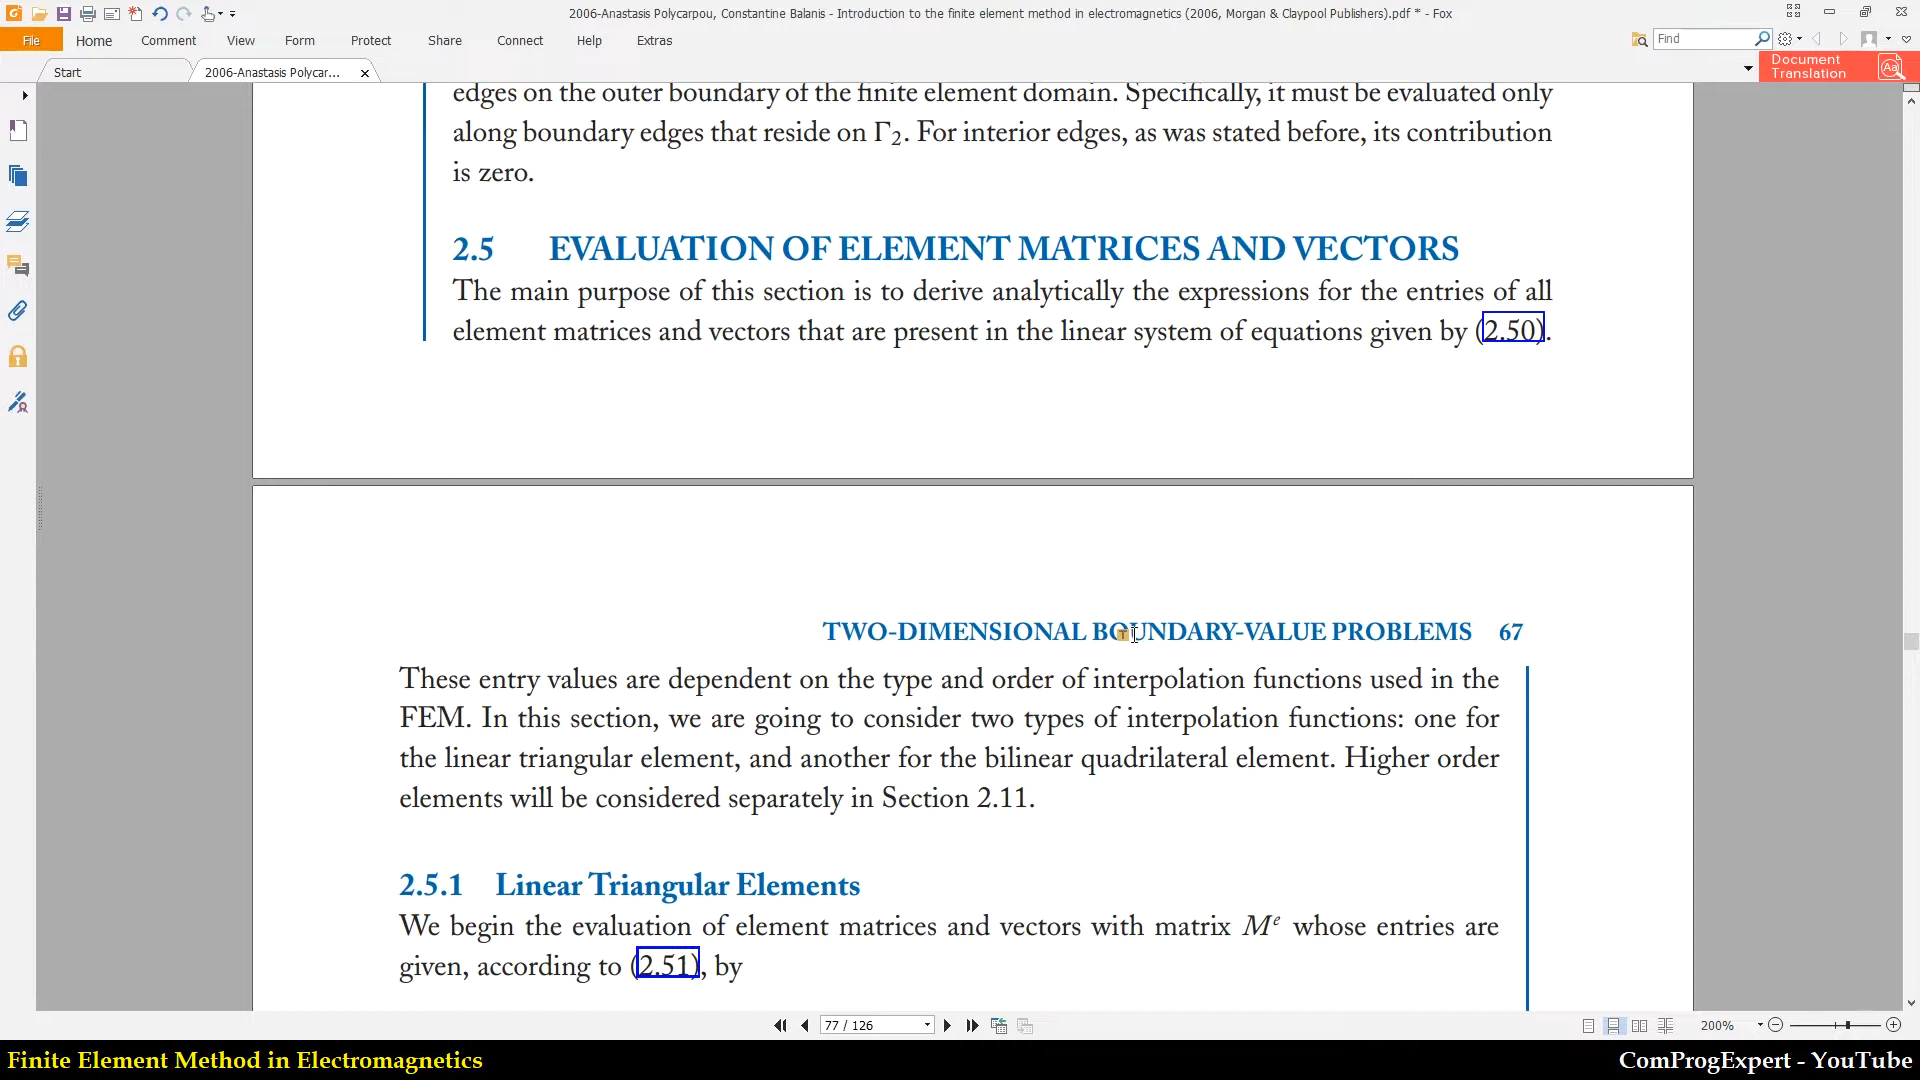 2006-Anastasis Polycarpou, Constantine Balanis - Introduction to the finite element method in electromagnetics (2006, Morgan & Claypool Publishers).pdf * - Fox
File Home Comment View Form Protect Share Connect Help Extras Find
Document
Translation
Start 2006-Anastasis Polycar...
edges on the outer boundary of the finite element domain. Specifically, it must be evaluated only
along boundary edges that reside on Γ₂. For interior edges, as was stated before, its contribution
is zero.
2.5 EVALUATION OF ELEMENT MATRICES AND VECTORS
The main purpose of this section is to derive analytically the expressions for the entries of all
element matrices and vectors that are present in the linear system of equations given by (2.50).
TWO-DIMENSIONAL BOUNDARY-VALUE PROBLEMS 67
These entry values are dependent on the type and order of interpolation functions used in the
FEM. In this section, we are going to consider two types of interpolation functions: one for
the linear triangular element, and another for the bilinear quadrilateral element. Higher order
elements will be considered separately in Section 2.11.
2.5.1 Linear Triangular Elements
We begin the evaluation of element matrices and vectors with matrix Mᵉ whose entries are
given, according to (2.51), by
77 / 126
200%
Finite Element Method in Electromagnetics
ComProgExpert - YouTube